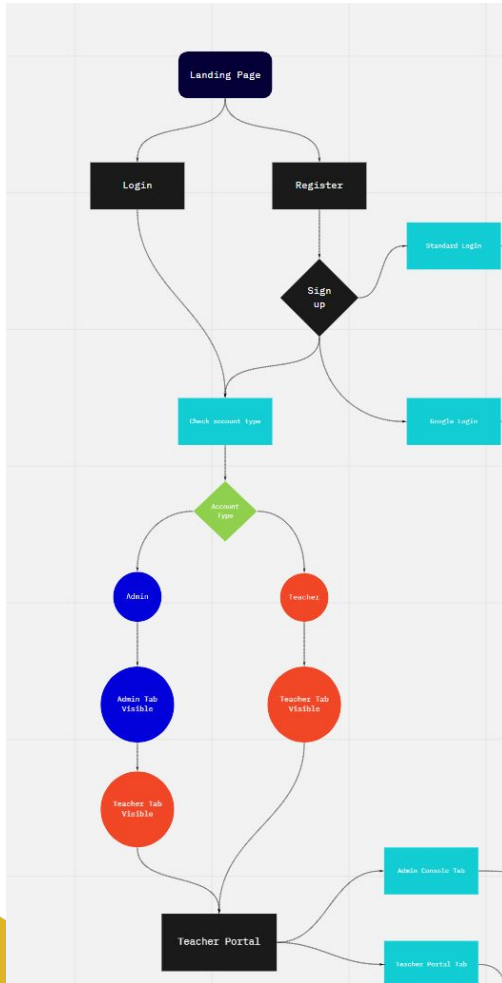 Landing Page
Login
Register
Standard Login
Sign
up
Check account type
Google Login
Account
Type
Admin
Teacher
Admin Tab
Visible
Teacher Tab
Visible
Teacher Tab
Visible
Admin Console Tab
Teacher Portal
Teacher Portal Tab